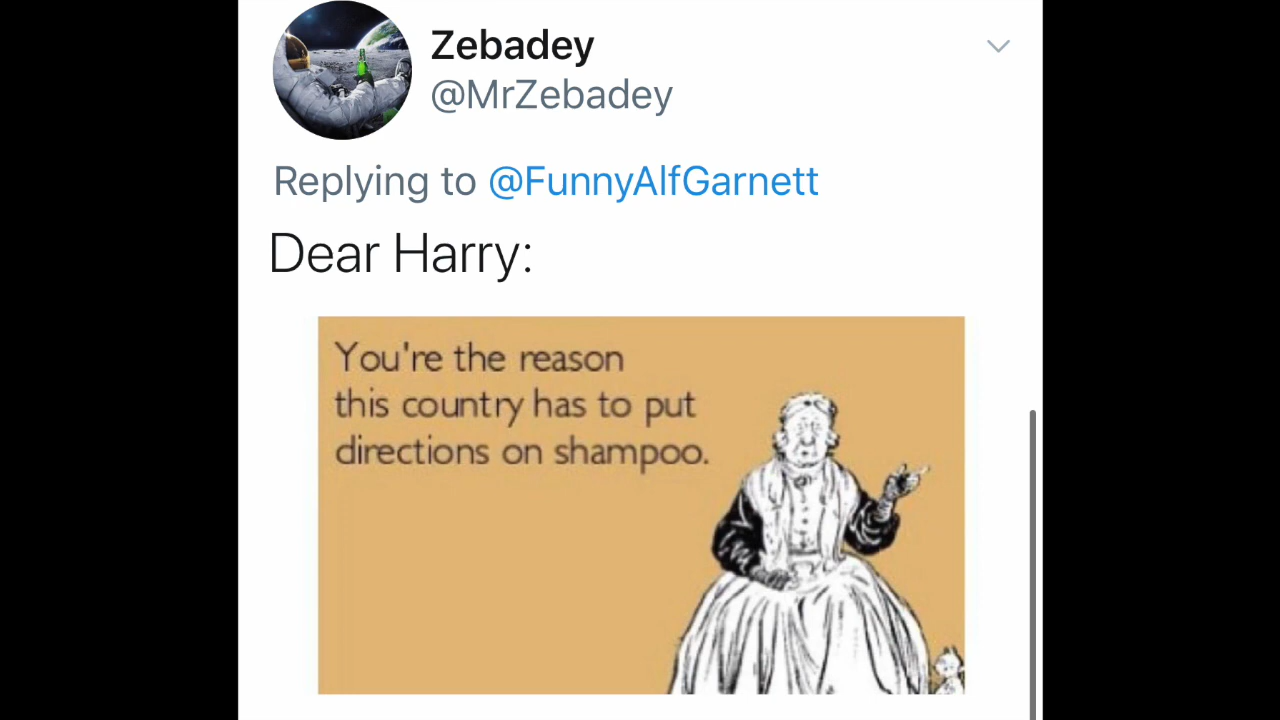 Zebadey
@MrZebadey
Replying to @FunnyAlfGarnett
Dear Harry:
You're the reason
this country has to put
directions on shampoo.